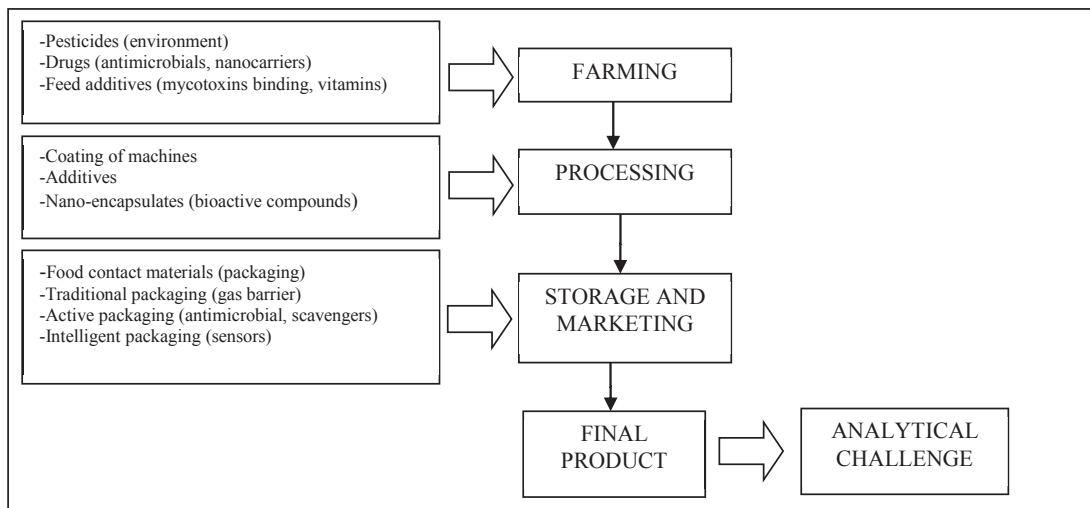 -Pesticides (environment)
-Drugs (antimicrobials, nanocarriers)
-Feed additives (mycotoxins binding, vitamins)
FARMING
-Coating of machines
-Additives
-Nano-encapsulates (bioactive compounds)
PROCESSING
-Food contact materials (packaging)
-Traditional packaging (gas barrier)
-Active packaging (antimicrobial, scavengers)
-Intelligent packaging (sensors)
STORAGE AND
MARKETING
FINAL
PRODUCT
ANALYTICAL
CHALLENGE